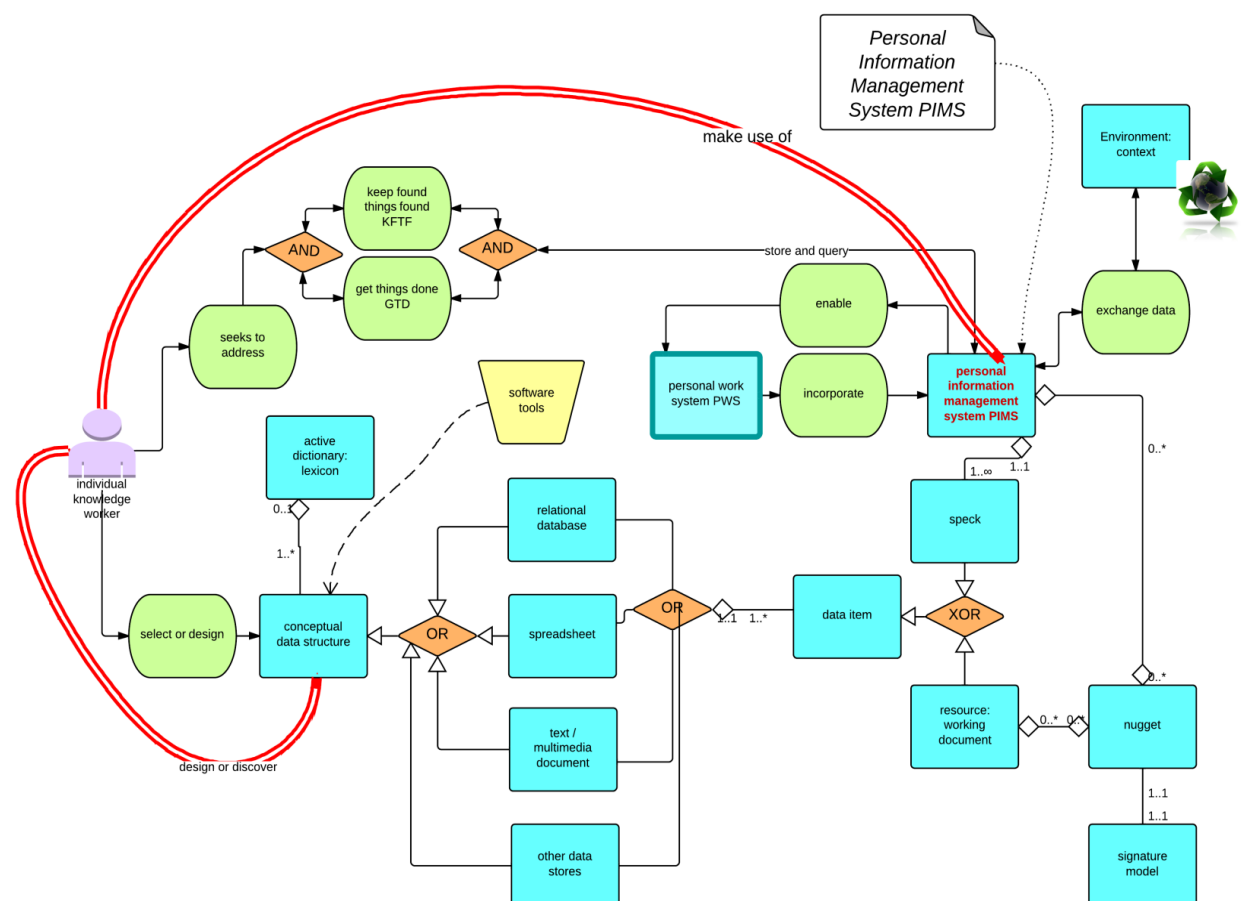 Personal
Information
Management
System PIMS
make use of
Environment:
context
keep found
things found
KFTF
AND
AND
store and query
get things done
GTD
enable
exchange data
seeks to
address
personal work
system PWS
incorporate
personal
information
management
system PIMS
software
tools
active
dictionary:
lexicon
0..*
individual
knowledge
worker
1..∞
1..1
0..1
relational
database
speck
1..*
select or design
conceptual
data structure
OR
spreadsheet
OR
1..1
1..*
data item
XOR
0..*
text /
multimedia
document
resource:
working
document
0..*
0..*
nugget
design or discover
1..1
1..1
other data
stores
signature
model